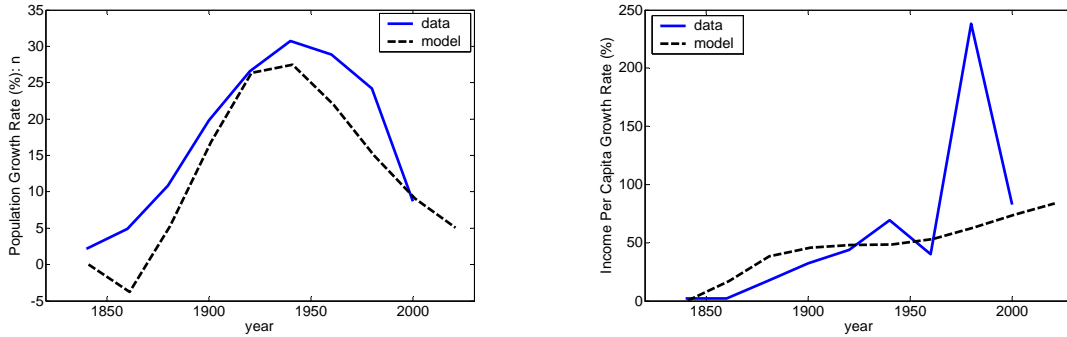 Population Growth Rate (%): n
35
30
25
20
15
10
5
0
-5
1850
1900
1950
2000
year
data
model
Income Per Capita Growth Rate (%)
250
200
150
100
50
0
1850
1900
1950
2000
year
data
model